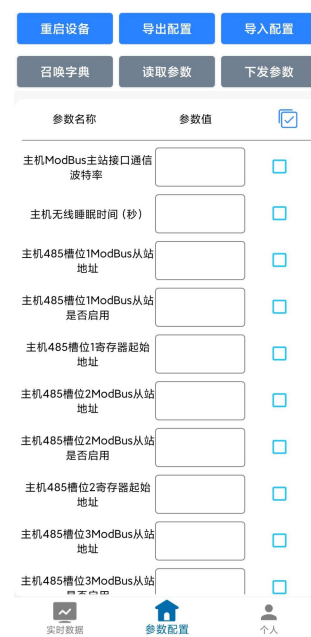 重启设备 导出配置 导入配置
召唤字典 读取参数 下发参数
参数名称 参数值
主机ModBus主站接口通信
波特率
主机无线睡眠时间 (秒)
主机485槽位1ModBus从站
地址
主机485槽位1ModBus从站
是否启用
主机485槽位1寄存器起始
地址
主机485槽位2ModBus从站
地址
主机485槽位2ModBus从站
是否启用
主机485槽位2寄存器起始
地址
主机485槽位3ModBus从站
地址
主机485槽位3ModBus从站
是否启用
实时数据 参数配置 个人